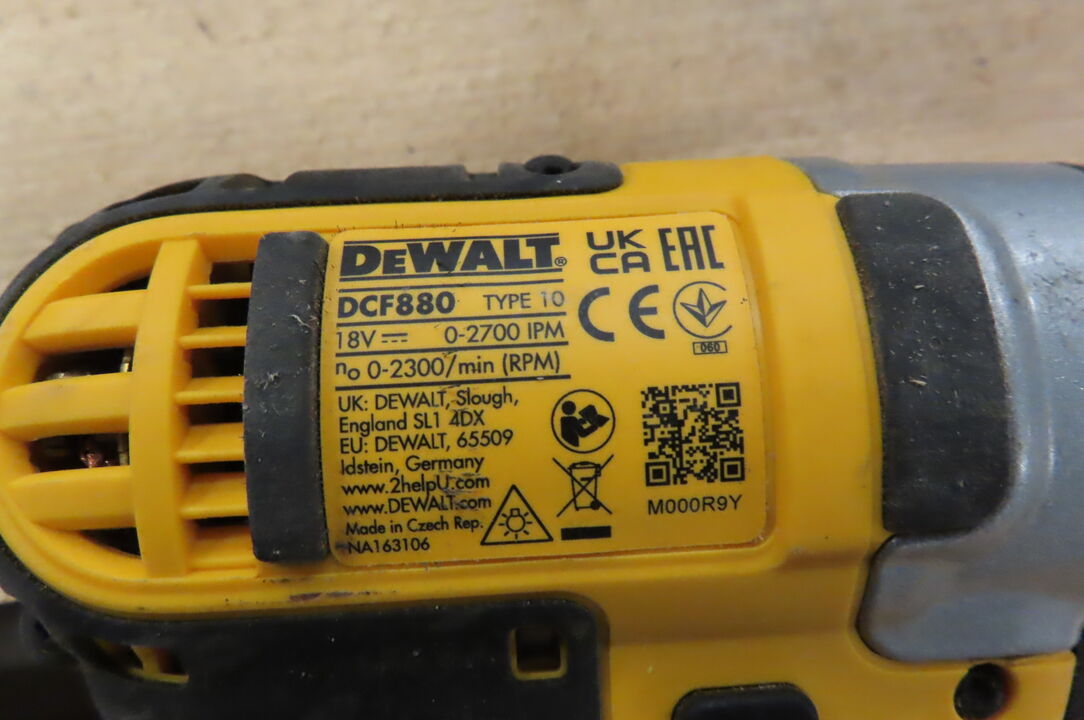 DEWALT®
DCF880 TYPE 10
18V 0-2700 IPM
n₀ 0-2300/min (RPM)
UK: DEWALT, Slough,
England SL1 4DX
EU: DEWALT, 65509
Idstein, Germany
www.2helpU.com
www.DEWALT.com
Made in Czech Rep.
NA163106
UK
CA
EAC
CE
060
M000R9Y